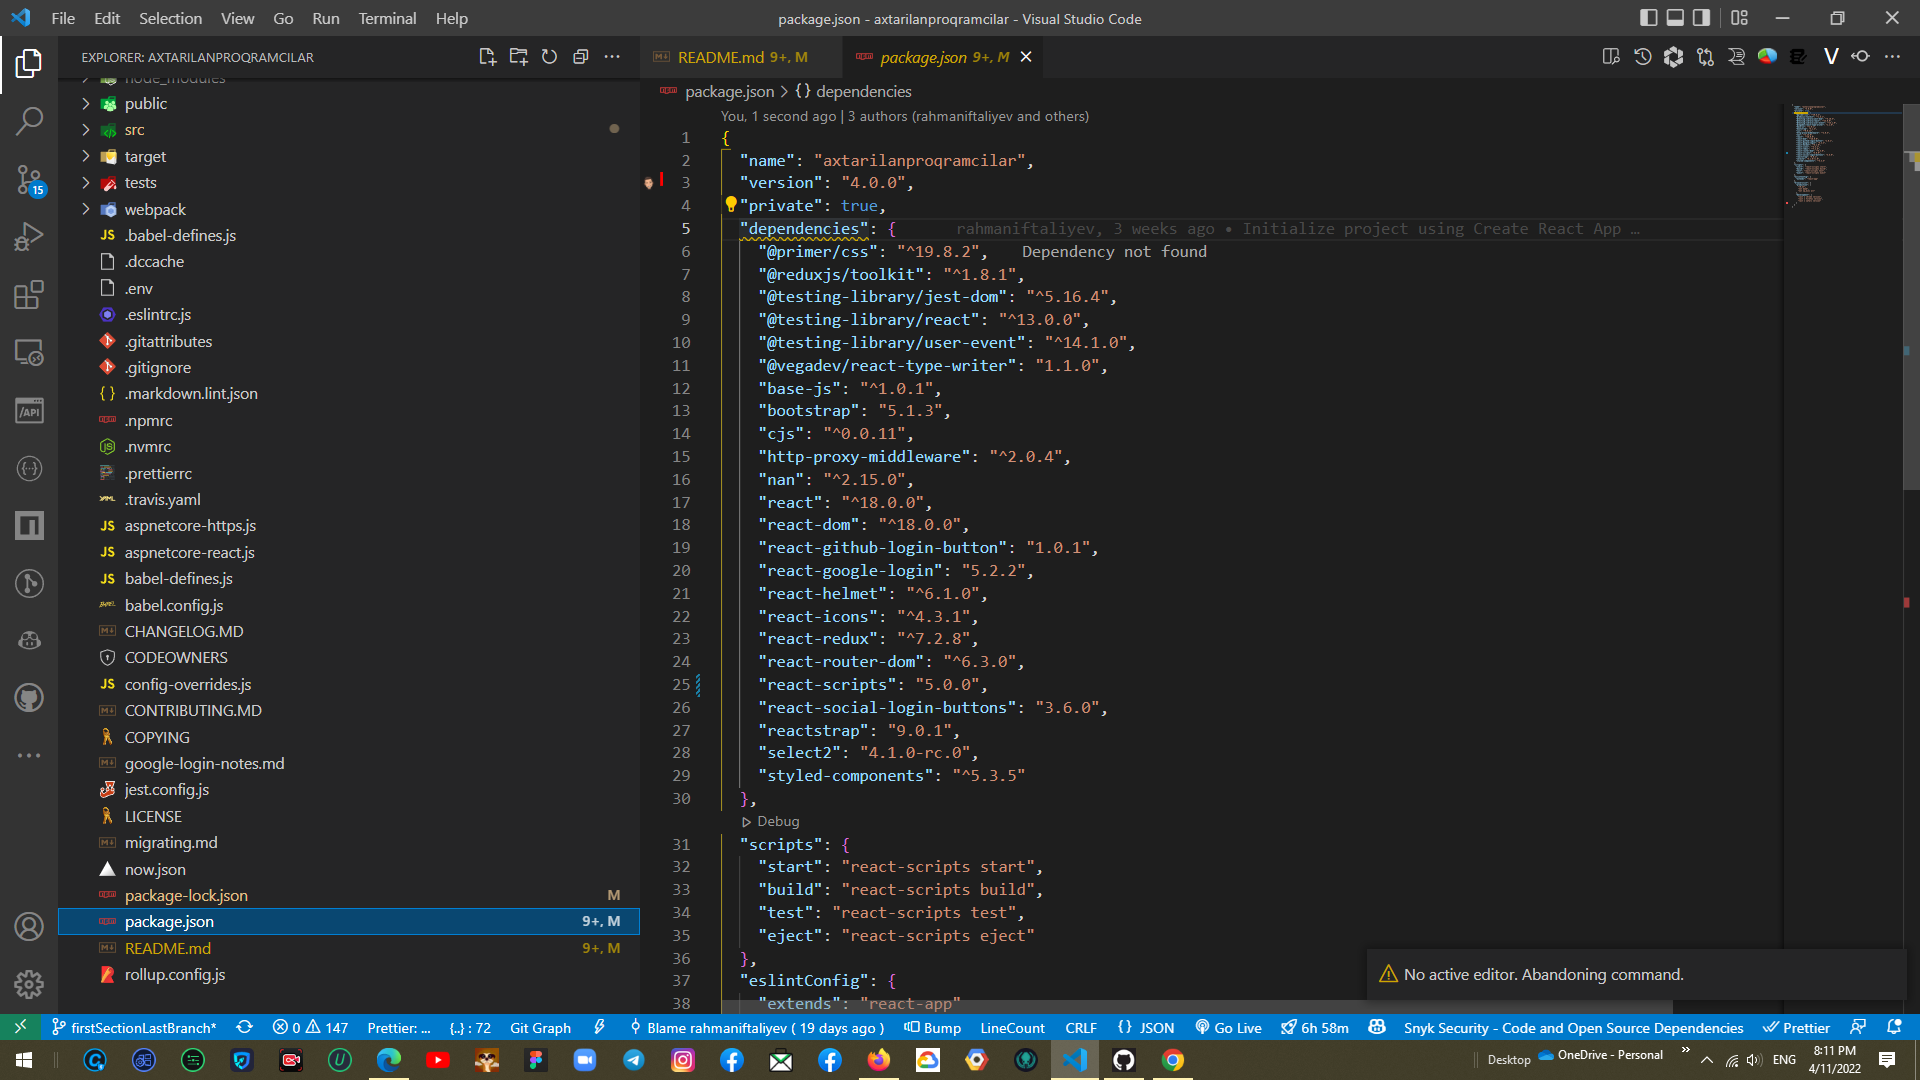 File Edit Selection View Go Run Terminal Help
package.json - axtarilanproqramcilar - Visual Studio Code
EXPLORER: AXTARILANPROQRAMCILAR
node_modules
public
src
target
tests
webpack
JS .babel-defines.js
.dccache
.env
.eslintrc.js
.gitattributes
.gitignore
{ } .markdown.lint.json
.npmrc
.nvmrc
.prettierrc
.travis.yaml
JS aspnetcore-https.js
JS aspnetcore-react.js
JS babel-defines.js
babel.config.js
CHANGELOG.MD
CODEOWNERS
JS config-overrides.js
CONTRIBUTING.MD
COPYING
google-login-notes.md
jest.config.js
LICENSE
migrating.md
now.json
package-lock.json M
package.json 9+, M
README.md 9+, M
rollup.config.js
15
/API
README.md 9+, M
package.json 9+, M
package.json > {} dependencies
You, 1 second ago | 3 authors (rahmaniftaliyev and others)
1 {
2 "name": "axtarilanproqramcilar",
3 "version": "4.0.0",
4 "private": true,
5 "dependencies": { rahmaniftaliyev, 3 weeks ago • Initialize project using Create React App …
6 "@primer/css": "^19.8.2", Dependency not found
7 "@reduxjs/toolkit": "^1.8.1",
8 "@testing-library/jest-dom": "^5.16.4",
9 "@testing-library/react": "^13.0.0",
10 "@testing-library/user-event": "^14.1.0",
11 "@vegadev/react-type-writer": "1.1.0",
12 "base-js": "^1.0.1",
13 "bootstrap": "5.1.3",
14 "cjs": "^0.0.11",
15 "http-proxy-middleware": "^2.0.4",
16 "nan": "^2.15.0",
17 "react": "^18.0.0",
18 "react-dom": "^18.0.0",
19 "react-github-login-button": "1.0.1",
20 "react-google-login": "5.2.2",
21 "react-helmet": "^6.1.0",
22 "react-icons": "^4.3.1",
23 "react-redux": "^7.2.8",
24 "react-router-dom": "^6.3.0",
25 "react-scripts": "5.0.0",
26 "react-social-login-buttons": "3.6.0",
27 "reactstrap": "9.0.1",
28 "select2": "4.1.0-rc.0",
29 "styled-components": "^5.3.5"
30 },
Debug
31 "scripts": {
32 "start": "react-scripts start",
33 "build": "react-scripts build",
34 "test": "react-scripts test",
35 "eject": "react-scripts eject"
36 },
37 "eslintConfig": {
38 "extends": "react-app"
No active editor. Abandoning command.
firstSectionLastBranch* 0 147 Prettier: ... {..} : 72 Git Graph Blame rahmaniftaliyev ( 19 days ago ) Bump LineCount CRLF {} JSON Go Live 6h 58m Snyk Security - Code and Open Source Dependencies Prettier
Desktop OneDrive - Personal ENG
8:11 PM
4/11/2022